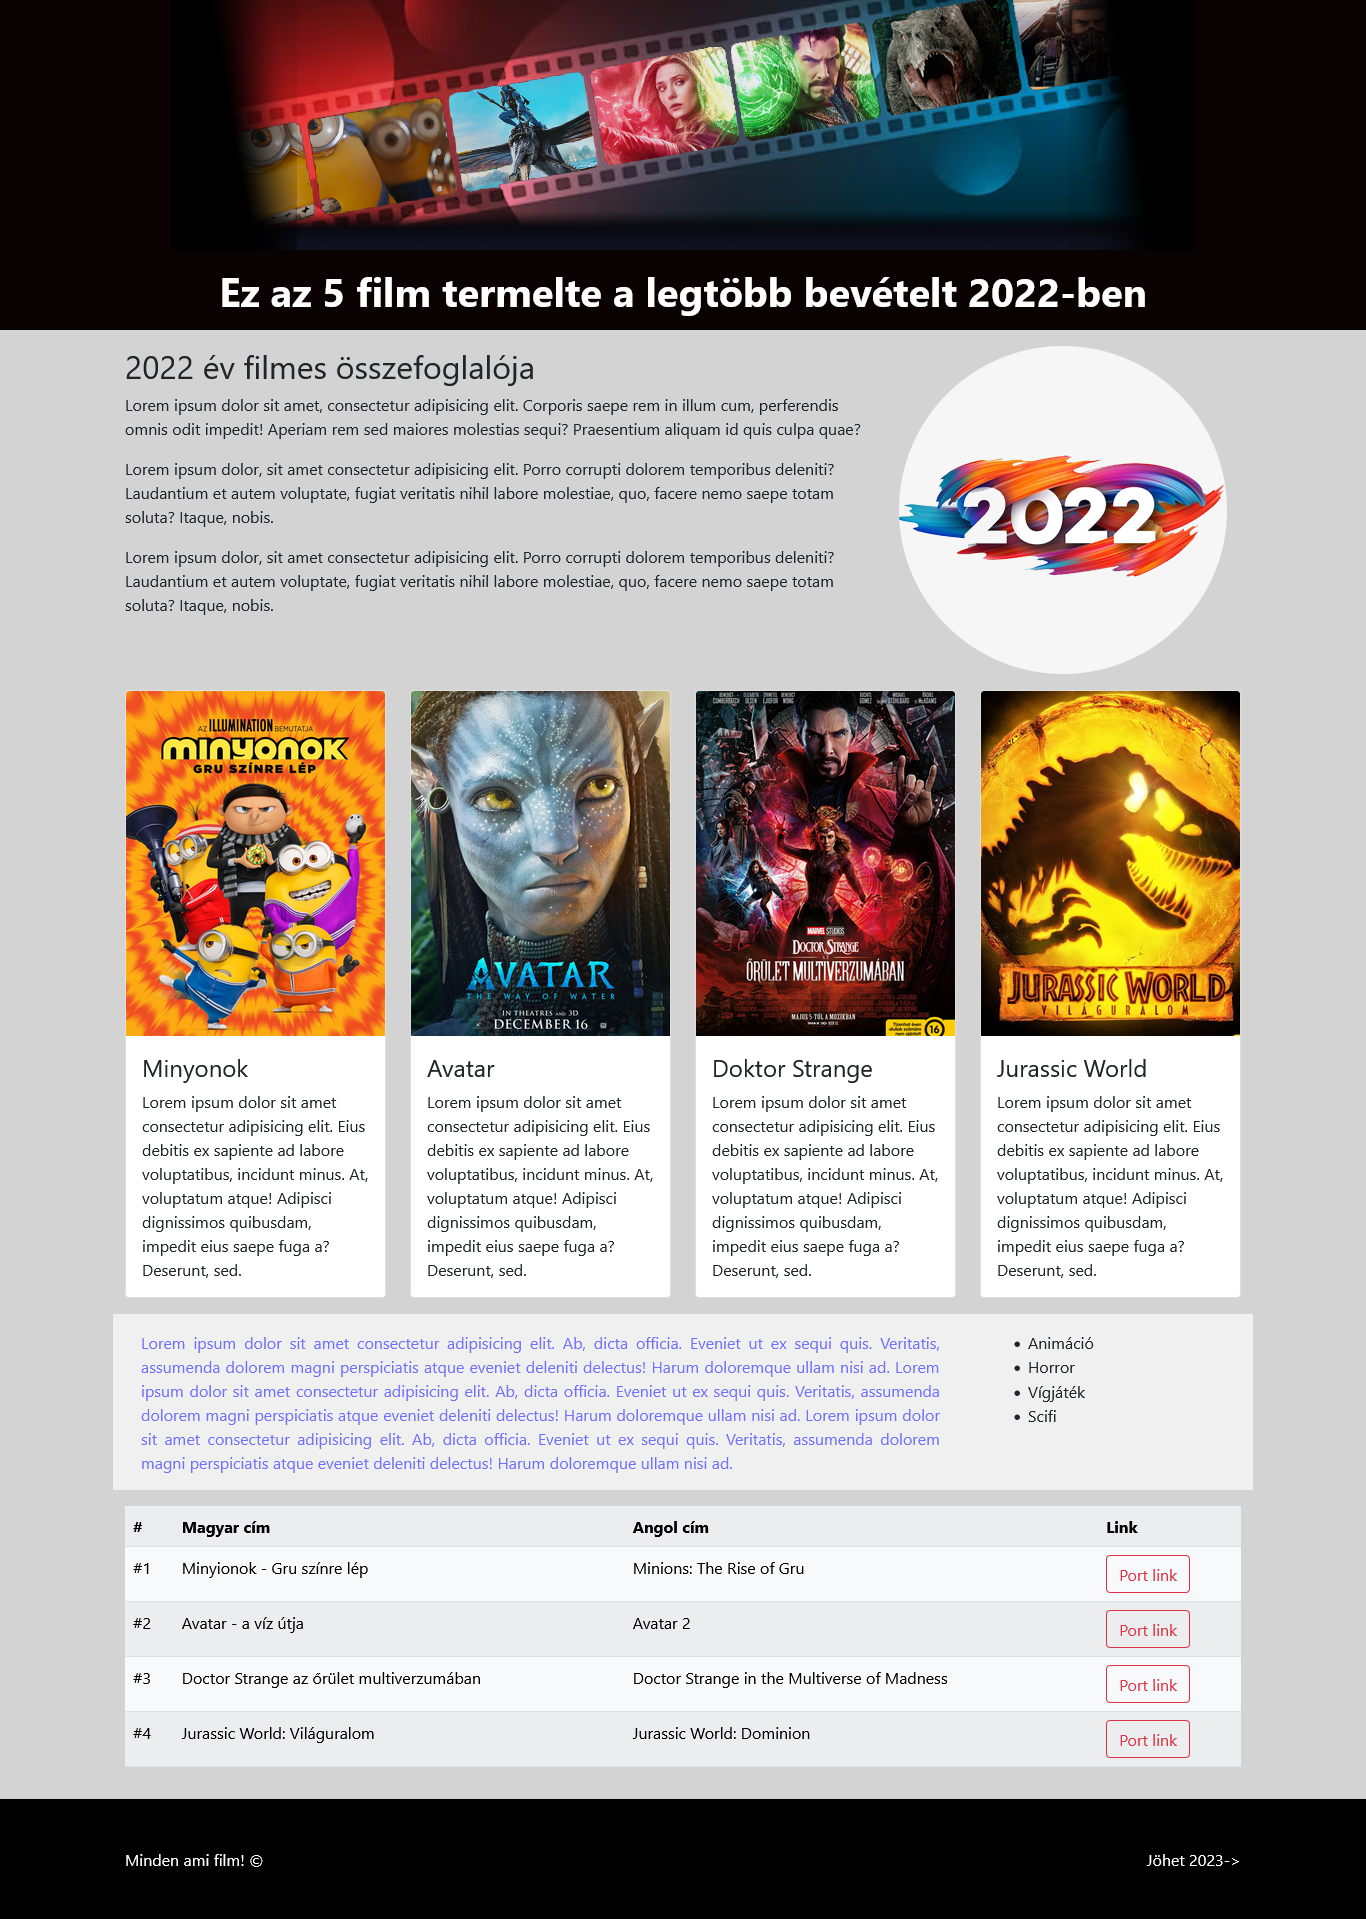 Ez az 5 film termelte a legtöbb bevételt 2022-ben
2022 év filmes összefoglalója
Lorem ipsum dolor sit amet, consectetur adipisicing elit. Corporis saepe rem in illum cum, perferendis
omnis odit impedit! Aperiam rem sed maiores molestias sequi? Praesentium aliquam id quis culpa quae?
Lorem ipsum dolor, sit amet consectetur adipisicing elit. Porro corrupti dolorem temporibus deleniti?
Laudantium et autem voluptate, fugiat veritatis nihil labore molestiae, quo, facere nemo saepe totam
soluta? Itaque, nobis.
Lorem ipsum dolor, sit amet consectetur adipisicing elit. Porro corrupti dolorem temporibus deleniti?
Laudantium et autem voluptate, fugiat veritatis nihil labore molestiae, quo, facere nemo saepe totam
soluta? Itaque, nobis.
2022
AZ ILLUMINATION BEMUTATJA
MINYONOK
GRU SZÍNRE LÉP
Minyonok
Lorem ipsum dolor sit amet
consectetur adipisicing elit. Eius
debitis ex sapiente ad labore
voluptatibus, incidunt minus. At,
voluptatum atque! Adipisci
dignissimos quibusdam,
impedit eius saepe fuga a?
Deserunt, sed.
AVATAR
THE WAY OF WATER
IN THEATRES AND 3D
DECEMBER 16
Avatar
Lorem ipsum dolor sit amet
consectetur adipisicing elit. Eius
debitis ex sapiente ad labore
voluptatibus, incidunt minus. At,
voluptatum atque! Adipisci
dignissimos quibusdam,
impedit eius saepe fuga a?
Deserunt, sed.
MARVEL STUDIOS
DOCTOR STRANGE
AZ
ŐRÜLET MULTIVERZUMÁBAN
MÁJUS 5-TŐL A MOZIKBAN
16
Doktor Strange
Lorem ipsum dolor sit amet
consectetur adipisicing elit. Eius
debitis ex sapiente ad labore
voluptatibus, incidunt minus. At,
voluptatum atque! Adipisci
dignissimos quibusdam,
impedit eius saepe fuga a?
Deserunt, sed.
JURASSIC WORLD
VILÁGURALOM
Jurassic World
Lorem ipsum dolor sit amet
consectetur adipisicing elit. Eius
debitis ex sapiente ad labore
voluptatibus, incidunt minus. At,
voluptatum atque! Adipisci
dignissimos quibusdam,
impedit eius saepe fuga a?
Deserunt, sed.
Lorem ipsum dolor sit amet consectetur adipisicing elit. Ab, dicta officia. Eveniet ut ex sequi quis. Veritatis,
assumenda dolorem magni perspiciatis atque eveniet deleniti delectus! Harum doloremque ullam nisi ad. Lorem
ipsum dolor sit amet consectetur adipisicing elit. Ab, dicta officia. Eveniet ut ex sequi quis. Veritatis, assumenda
dolorem magni perspiciatis atque eveniet deleniti delectus! Harum doloremque ullam nisi ad. Lorem ipsum dolor
sit amet consectetur adipisicing elit. Ab, dicta officia. Eveniet ut ex sequi quis. Veritatis, assumenda dolorem
magni perspiciatis atque eveniet deleniti delectus! Harum doloremque ullam nisi ad.
• Animáció
• Horror
• Vígjáték
• Scifi
# Magyar cím Angol cím Link
#1 Minyionok - Gru színre lép Minions: The Rise of Gru Port link
#2 Avatar - a víz útja Avatar 2 Port link
#3 Doctor Strange az őrület multiverzumában Doctor Strange in the Multiverse of Madness Port link
#4 Jurassic World: Világuralom Jurassic World: Dominion Port link
Minden ami film! © Jöhet 2023->